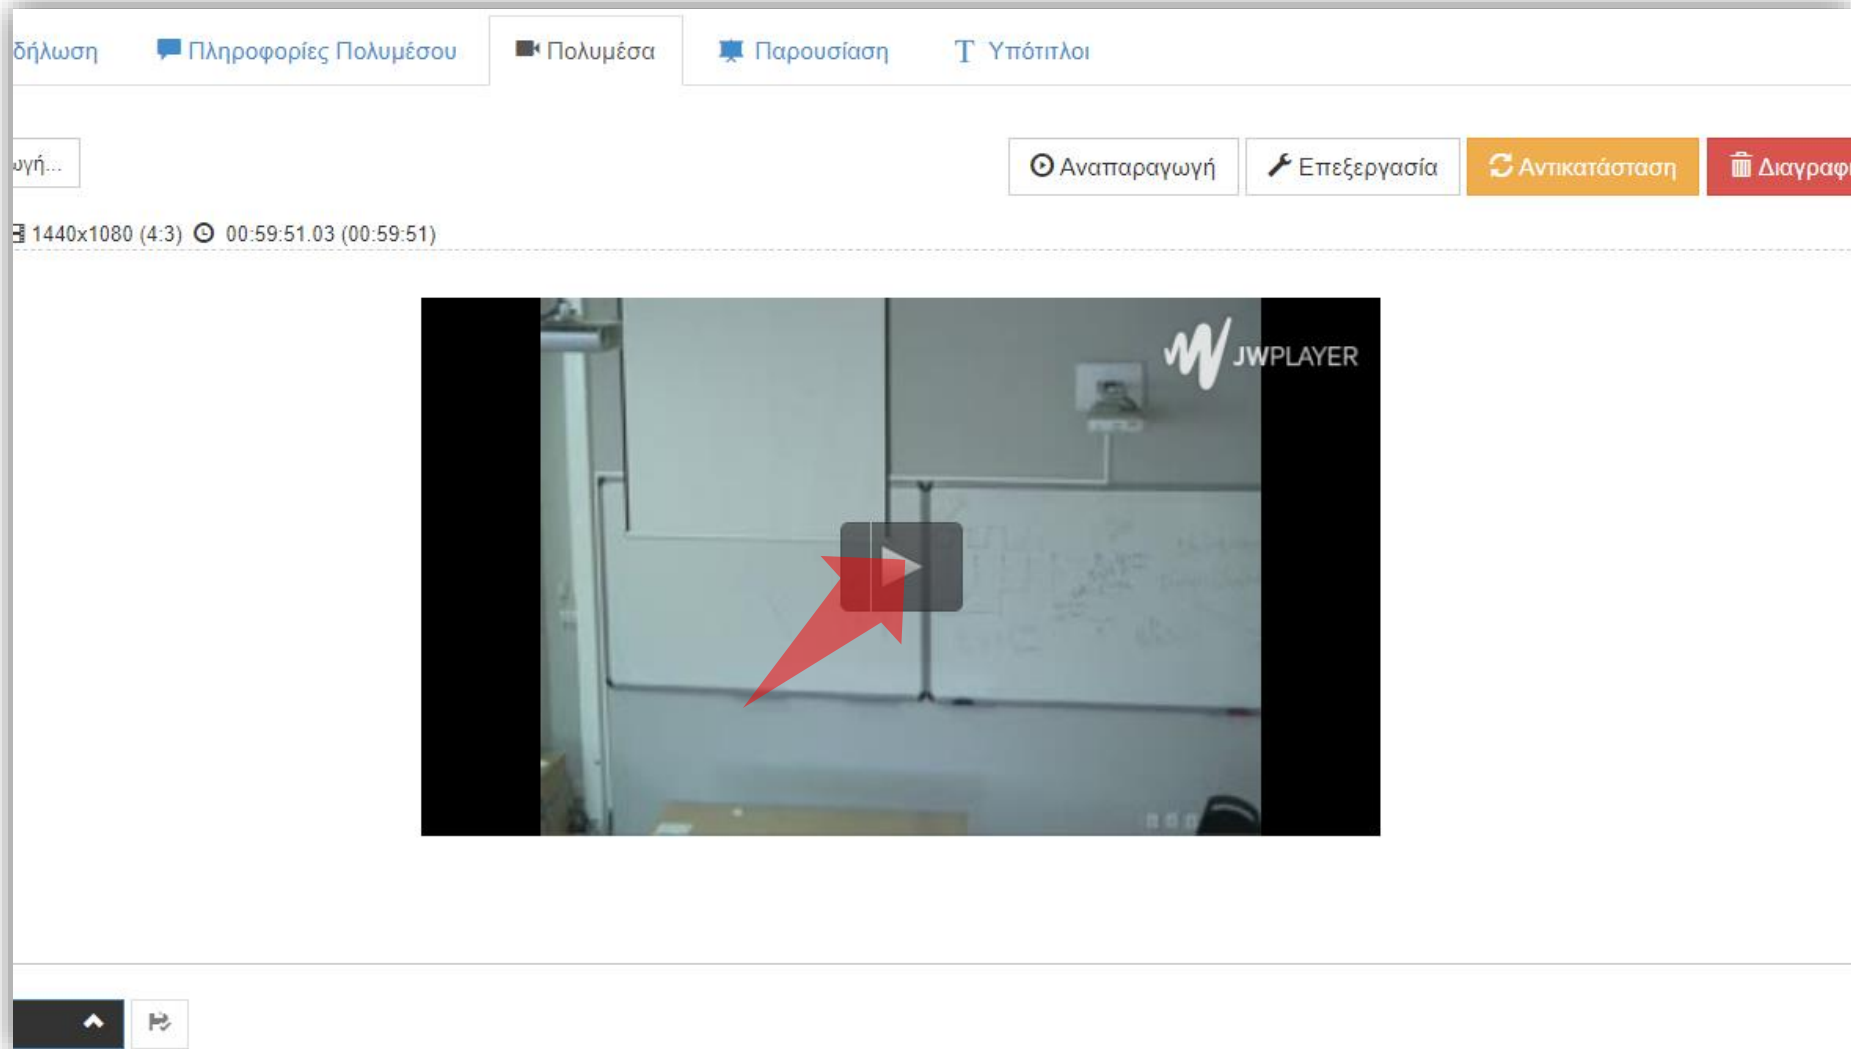 δήλωση Πληροφορίες Πολυμέσου Πολυμέσα Παρουσίαση Υπότιτλοι
ωγή... Αναπαραγωγή Επεξεργασία Αντικατάσταση Διαγραφ
1440x1080 (4:3) 00:59:51.03 (00:59:51)
JWPLAYER